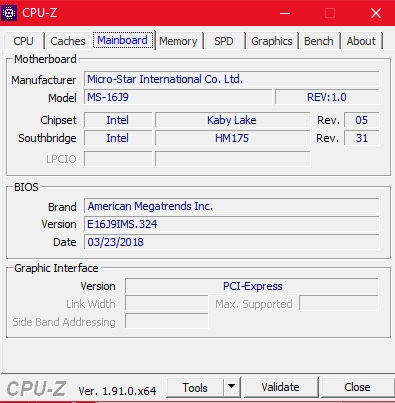 CPU-Z
CPU Caches Mainboard Memory SPD Graphics Bench About
Motherboard
Manufacturer Micro-Star International Co. Ltd.
Model MS-16J9 REV:1.0
Chipset Intel Kaby Lake Rev. 05
Southbridge Intel HM175 Rev. 31
LPCIO
BIOS
Brand American Megatrends Inc.
Version E16J9IMS.324
Date 03/23/2018
Graphic Interface
Version PCI-Express
Link Width Max. Supported
Side Band Addressing
CPU-Z Ver. 1.91.0.x64 Tools Validate Close